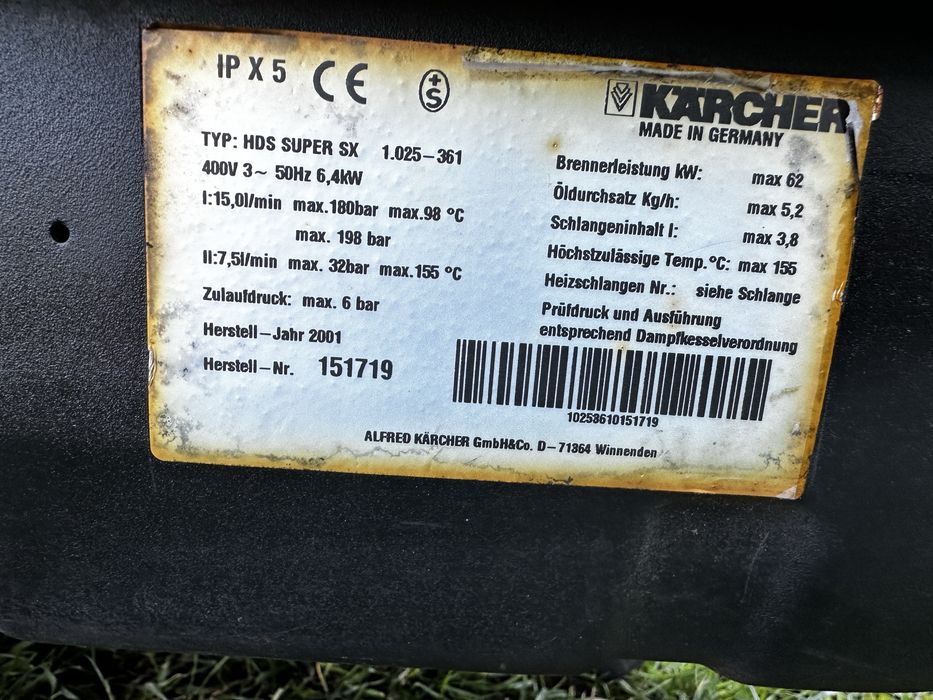 IP X 5 CE +S
KÄRCHER
MADE IN GERMANY
TYP: HDS SUPER SX 1.025-361
400V 3~ 50Hz 6,4kW
I:15,0l/min max.180bar max.98 °C
max. 198 bar
II:7,5l/min max. 32bar max.155 °C
Zulaufdruck: max. 6 bar
Herstell-Jahr 2001
Herstell-Nr. 151719
Brennerleistung kW: max 62
Öldurchsatz Kg/h: max 5,2
Schlangeninhalt l: max 3,8
Höchstzulässige Temp.°C: max 155
Heizschlangen Nr.: siehe Schlange
Prüfdruck und Ausführung
entsprechend Dampfkesselverordnung
10253610151719
ALFRED KÄRCHER GmbH&Co. D-71364 Winnenden